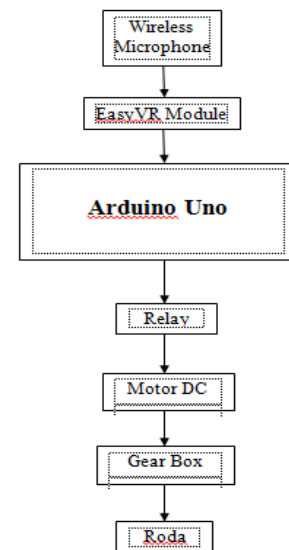 Wireless
Microphone
EasyVR Module
Arduino Uno
Relay
Motor DC
Gear Box
Roda